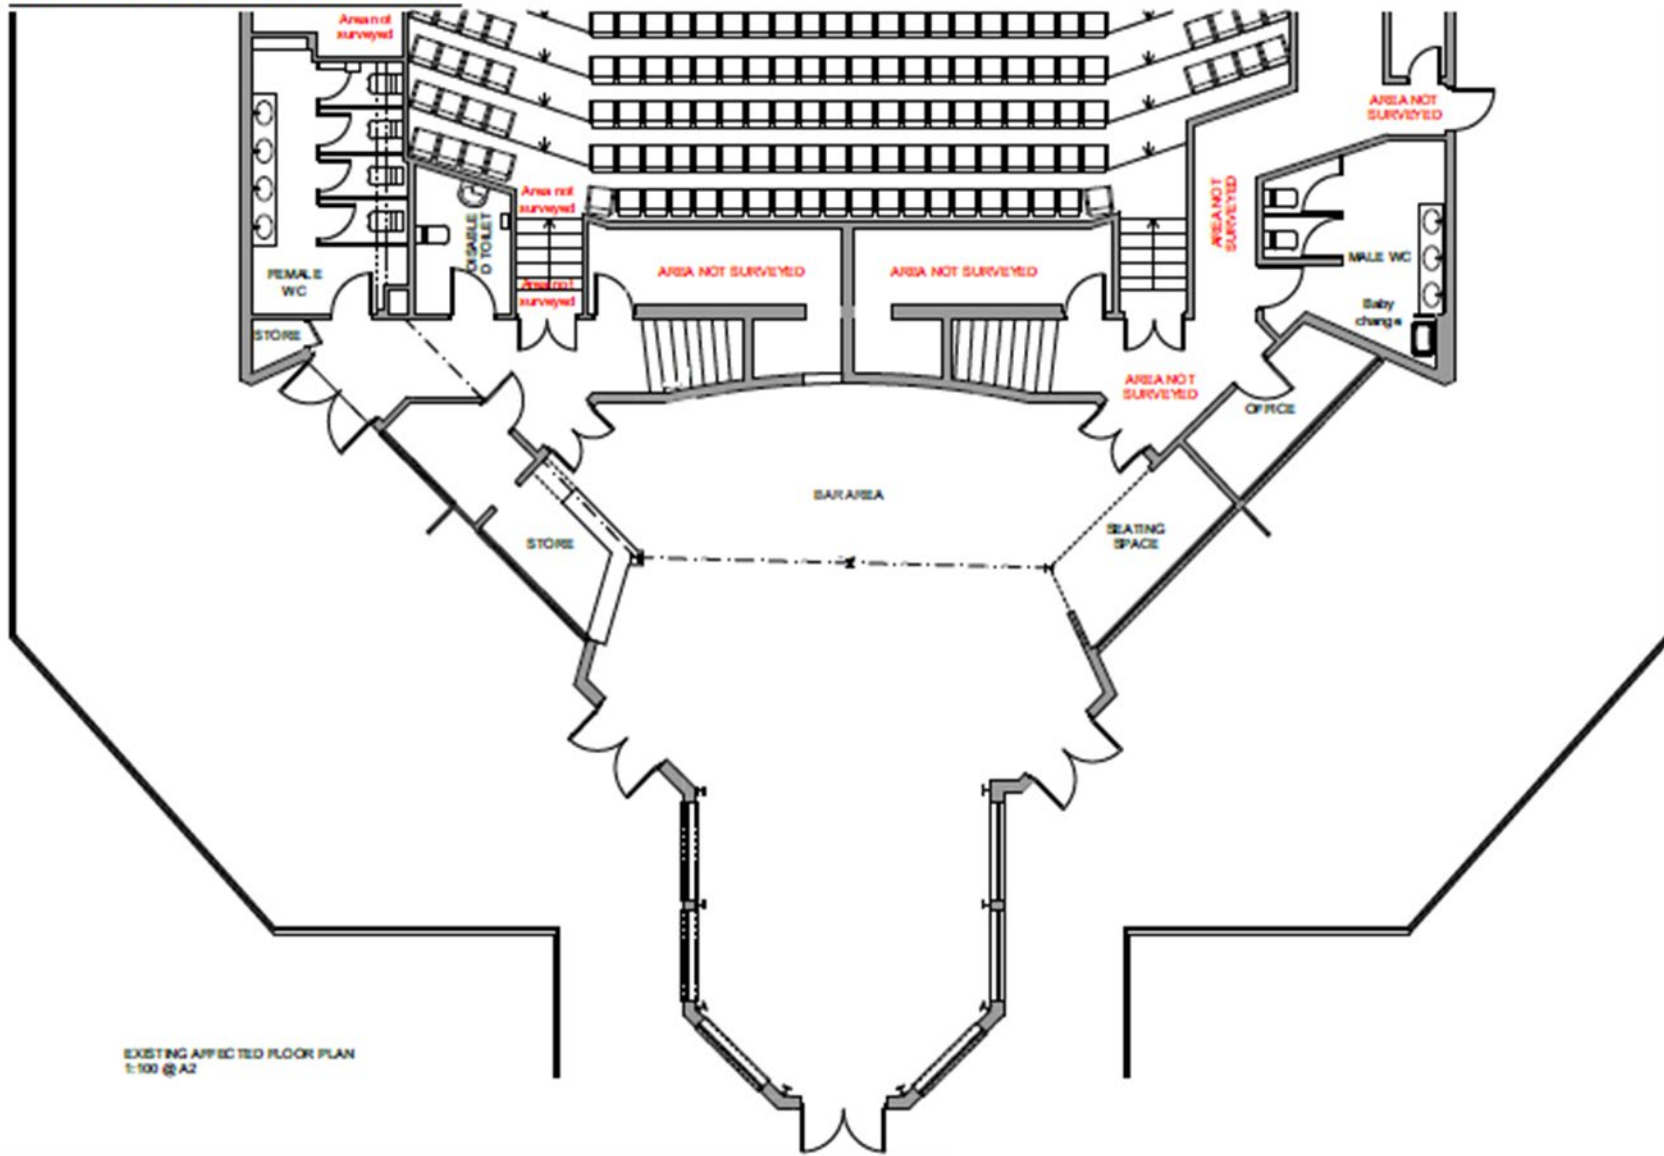 Area not
surveyed
AREA NOT
SURVEYED
Area not
surveyed
AREA NOT
SURVEYED
DISABLE
D TOILET
FEMALE
WC
AREA NOT SURVEYED
AREA NOT SURVEYED
MALE WC
Area not
surveyed
Baby
change
STORE
AREA NOT
SURVEYED
OFFICE
BAR AREA
SEATING
SPACE
STORE
EXISTING AFFECTED FLOOR PLAN
1:100 @ A2